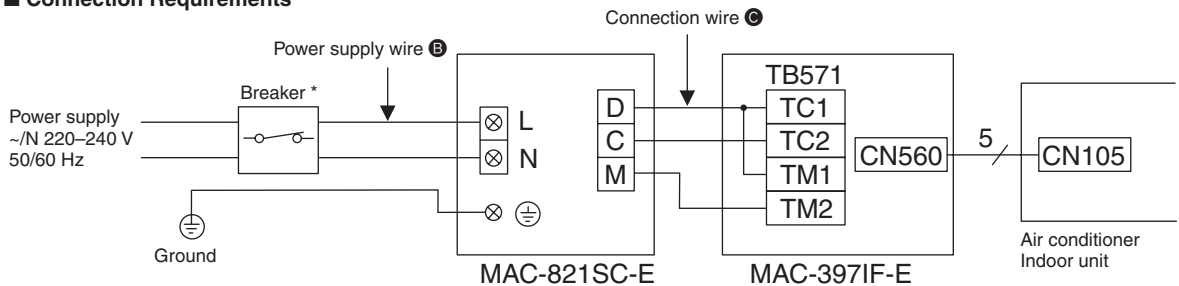 ■ Connection Requirements
Connection wire C
Power supply wire B
Breaker *
Power supply
~/N 220–240 V
50/60 Hz
Ground
L
N
D
C
M
MAC-821SC-E
TB571
TC1
TC2
TM1
TM2
CN560
MAC-397IF-E
5
CN105
Air conditioner
Indoor unit